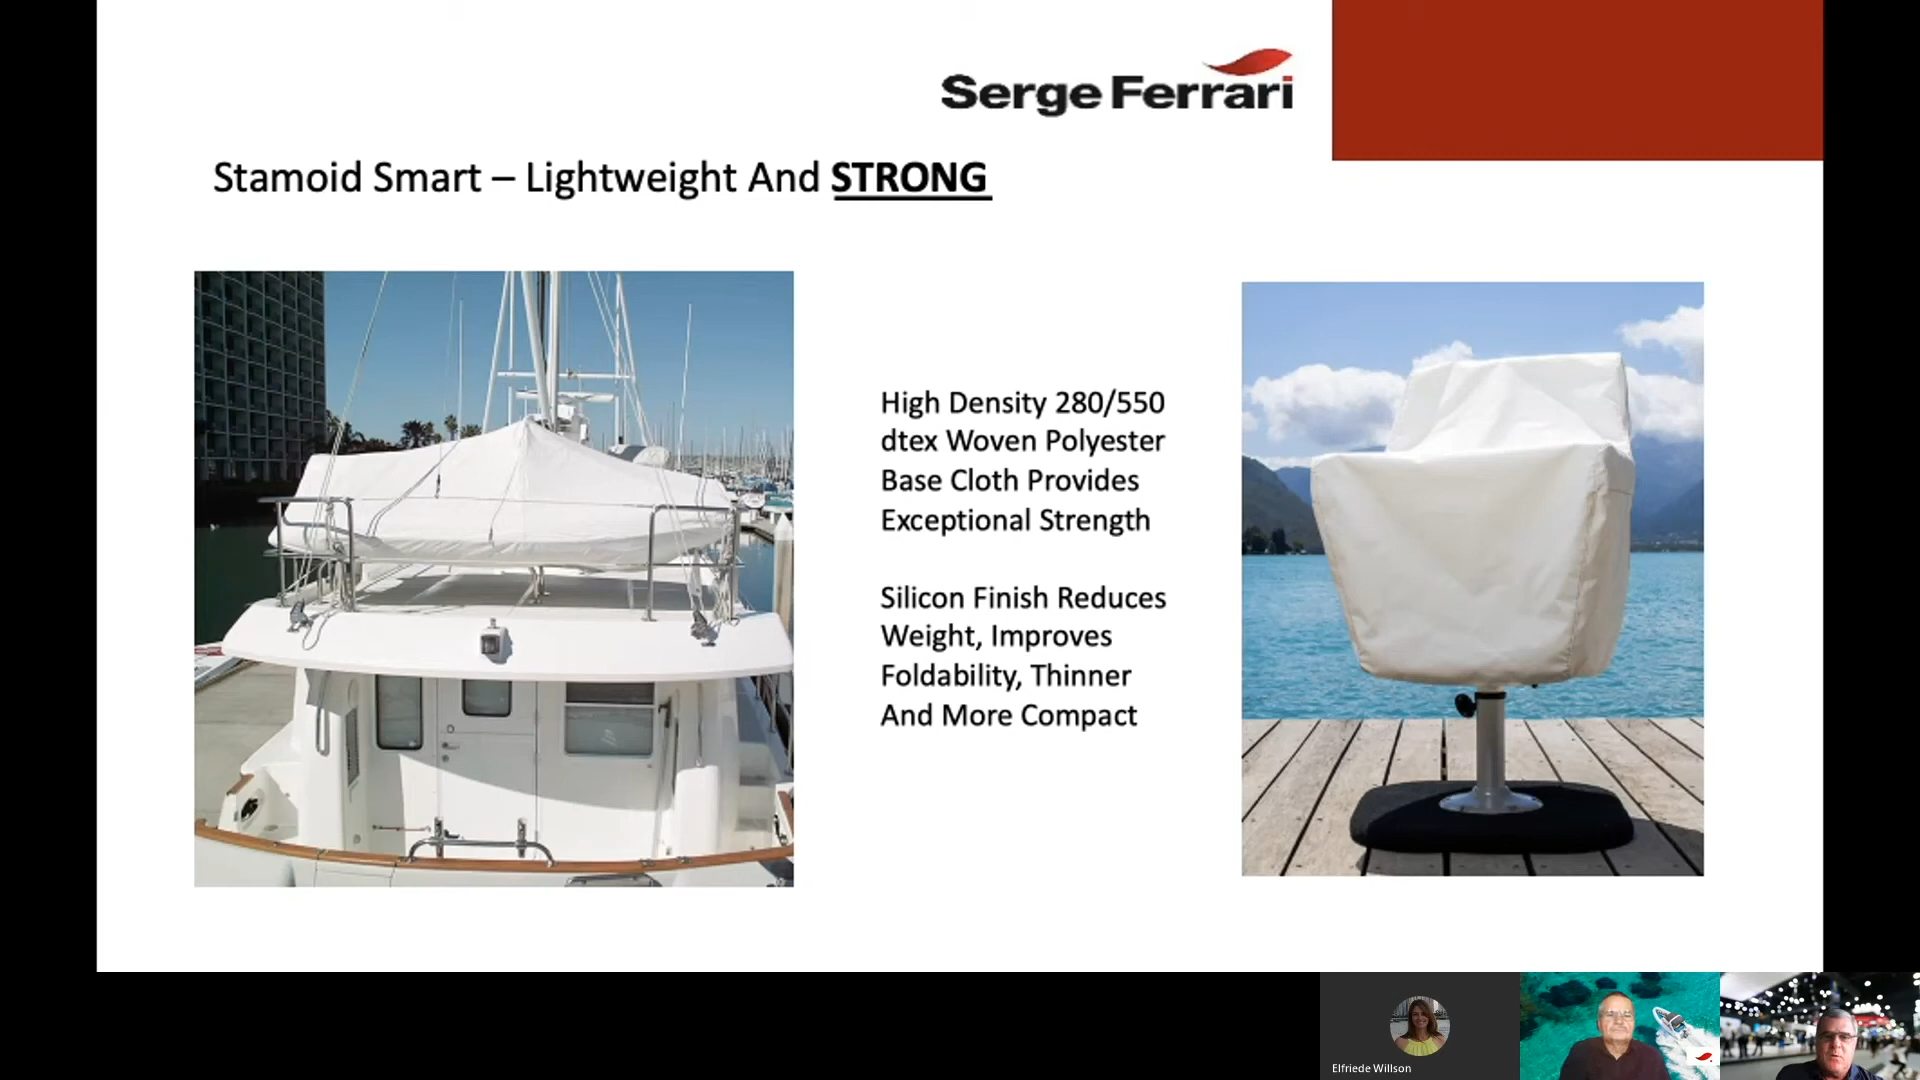 Serge Ferrari
Stamoid Smart – Lightweight And STRONG
High Density 280/550
dtex Woven Polyester
Base Cloth Provides
Exceptional Strength
Silicon Finish Reduces
Weight, Improves
Foldability, Thinner
And More Compact
Elfriede Willson